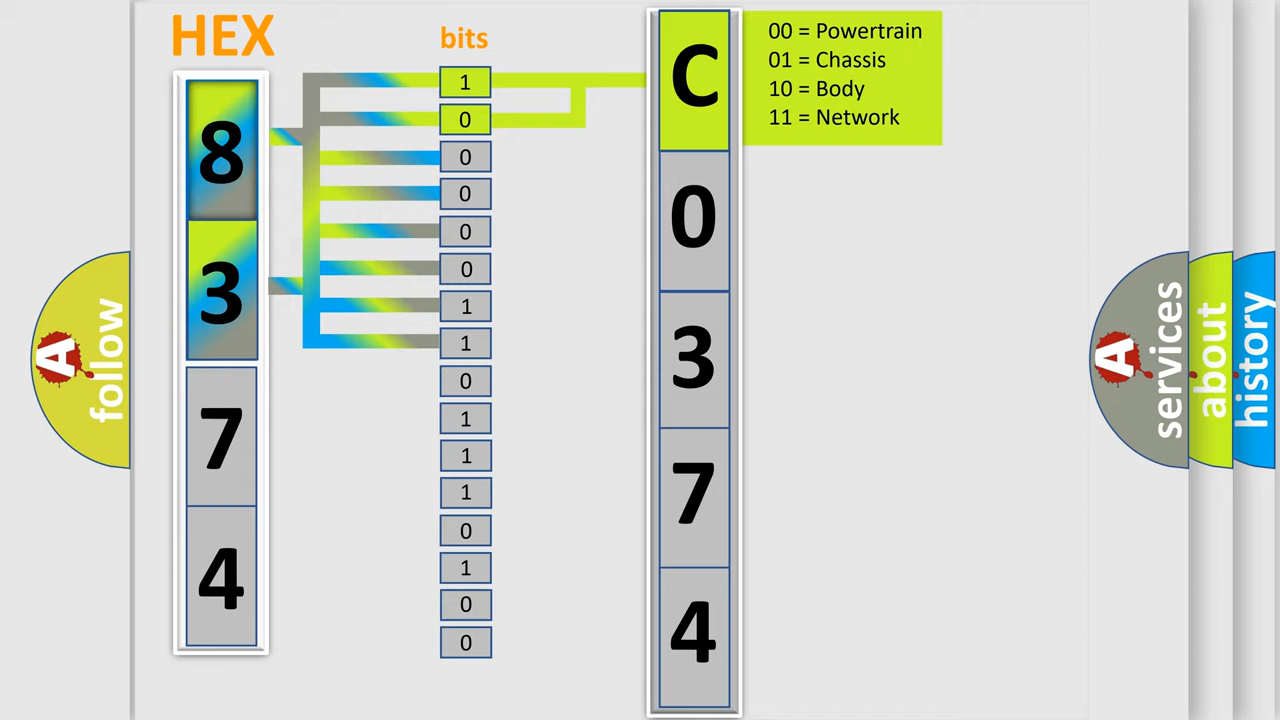 HEX
bits
8
3
7
4
1
0
0
0
0
0
1
1
0
1
1
1
0
1
0
0
C
0
3
7
4
00 = Powertrain
01 = Chassis
10 = Body
11 = Network
A
follow
A
services
about
history